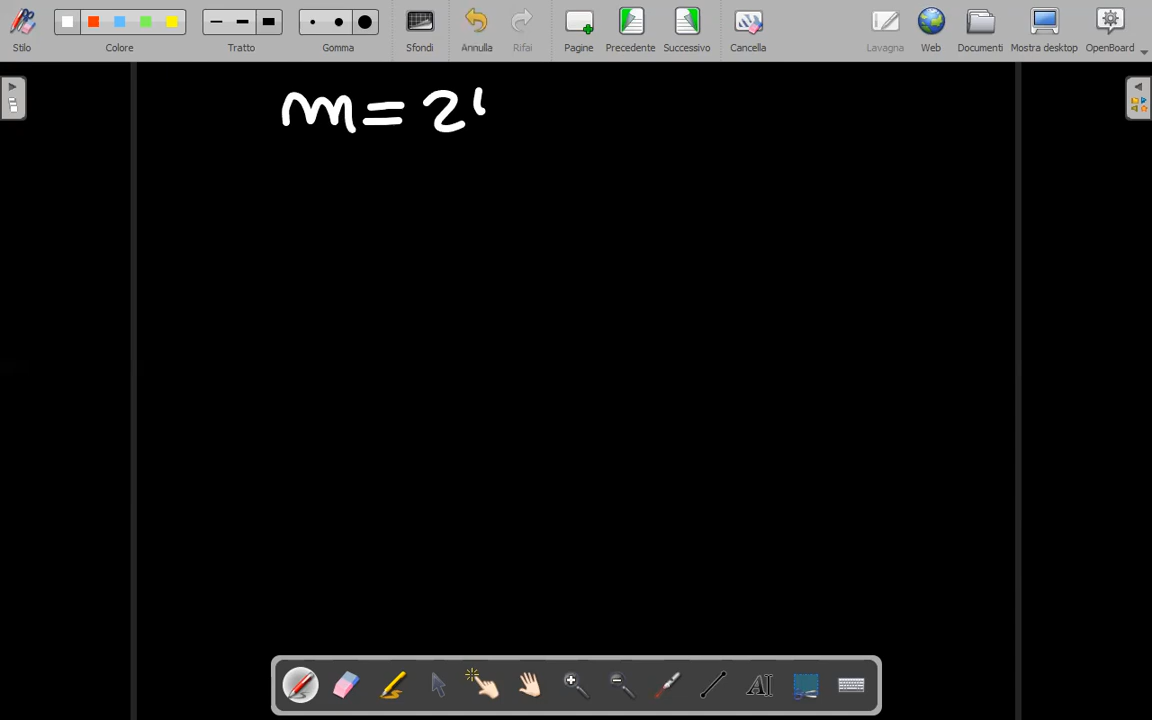 Stilo Colore Tratto Gomma Sfondi Annulla Rifai Pagine Precedente Successivo Cancella Lavagna Web Documenti Mostra desktop OpenBoard
m = 2